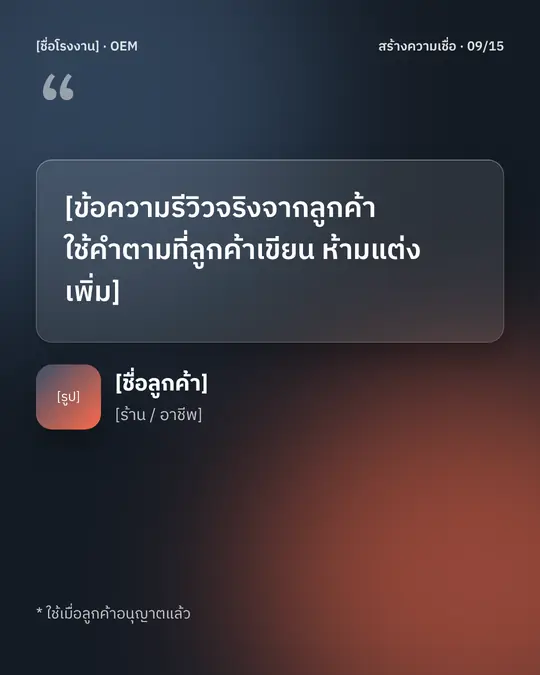 [ชื่อโรงงาน] · OEM
สร้างความเชื่อ · 09/15
“
[ข้อความรีวิวจริงจากลูกค้า
ใช้คำตามที่ลูกค้าเขียน ห้ามแต่ง
เพิ่ม]
[รูป]
[ชื่อลูกค้า]
[ร้าน / อาชีพ]
* ใช้เมื่อลูกค้าอนุญาตแล้ว